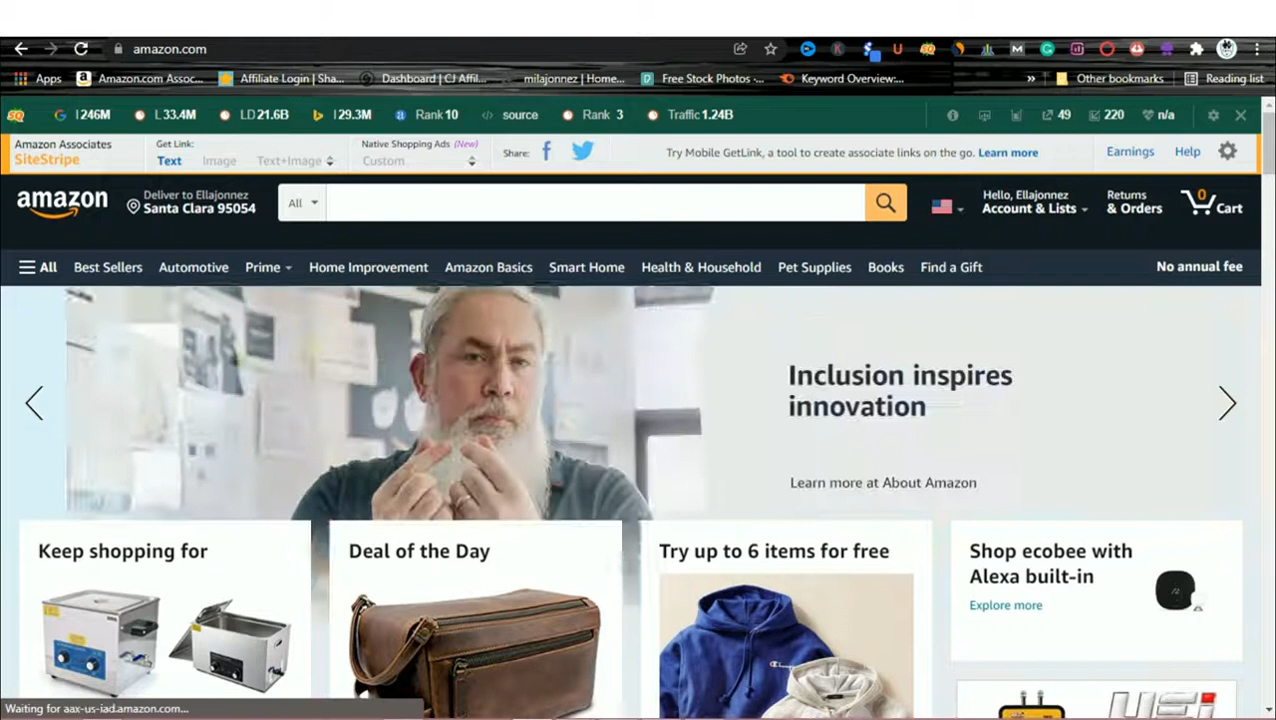 amazon.com
Apps
Amazon.com Assoc...
Affiliate Login | Sha...
Dashboard | CJ Affil...
milajonnez | Home...
Free Stock Photos -...
Keyword Overview:...
»
Other bookmarks
Reading list
I 246M
L 33.4M
LD 21.6B
I 29.3M
Rank 10
source
Rank 3
Traffic 1.24B
49
220
n/a
Amazon Associates
SiteStripe
Get Link:
Text
Image
Text+Image
Native Shopping Ads (New)
Custom
Share:
Try Mobile GetLink, a tool to create associate links on the go. Learn more
Earnings
Help
amazon
Deliver to Ellajonnez
Santa Clara 95054
All
Hello, Ellajonnez
Account & Lists
Returns
& Orders
0
Cart
All
Best Sellers
Automotive
Prime
Home Improvement
Amazon Basics
Smart Home
Health & Household
Pet Supplies
Books
Find a Gift
No annual fee
Inclusion inspires
innovation
Learn more at About Amazon
Keep shopping for
Deal of the Day
Try up to 6 items for free
Shop ecobee with
Alexa built-in
Explore more
Waiting for aax-us-iad.amazon.com...